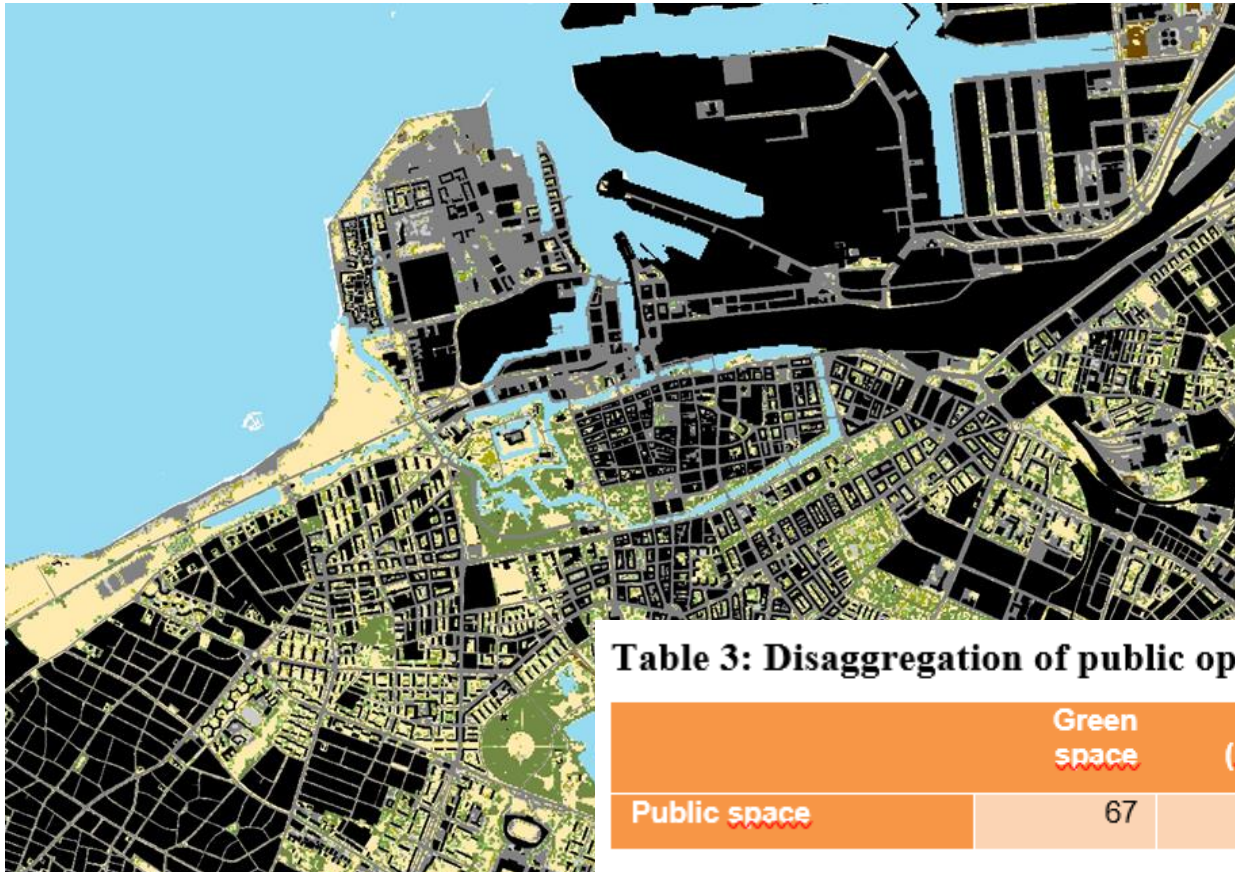 Table 3: Disaggregation of public op
Green
space
(
Public space
67